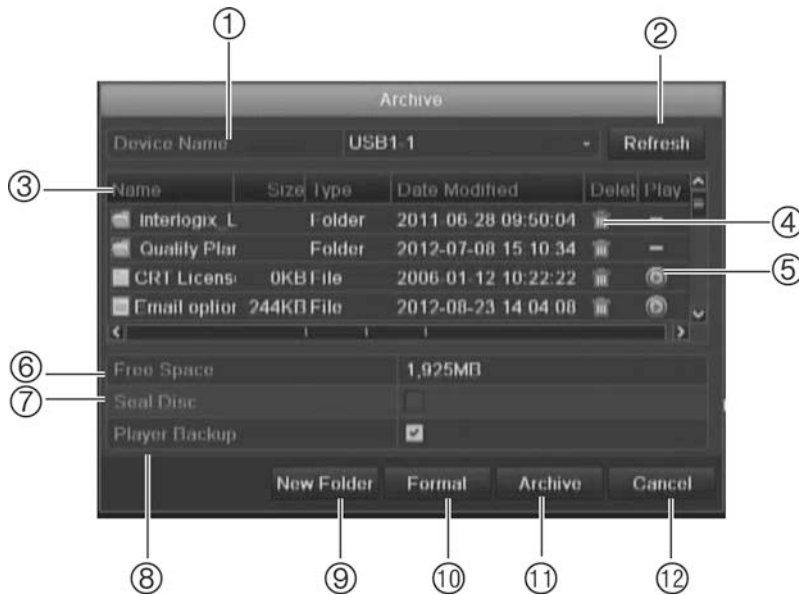 ① ②
Archive
Device Name USB1-1 Refresh
③ Name Size Type Date Modified Delet Play
Interlogix_L Folder 2011-06-28 09:50:04 ④
Quality Plar Folder 2012-07-08 15:10:34
CRT Licens 0KB File 2006-01-12 10:22:22 ⑤
Email option 244KB File 2012-08-23 14:04:08
⑥ Free Space 1,925MB
⑦ Seal Disc
Player Backup
New Folder Format Archive Cancel
⑧ ⑨ ⑩ ⑪ ⑫